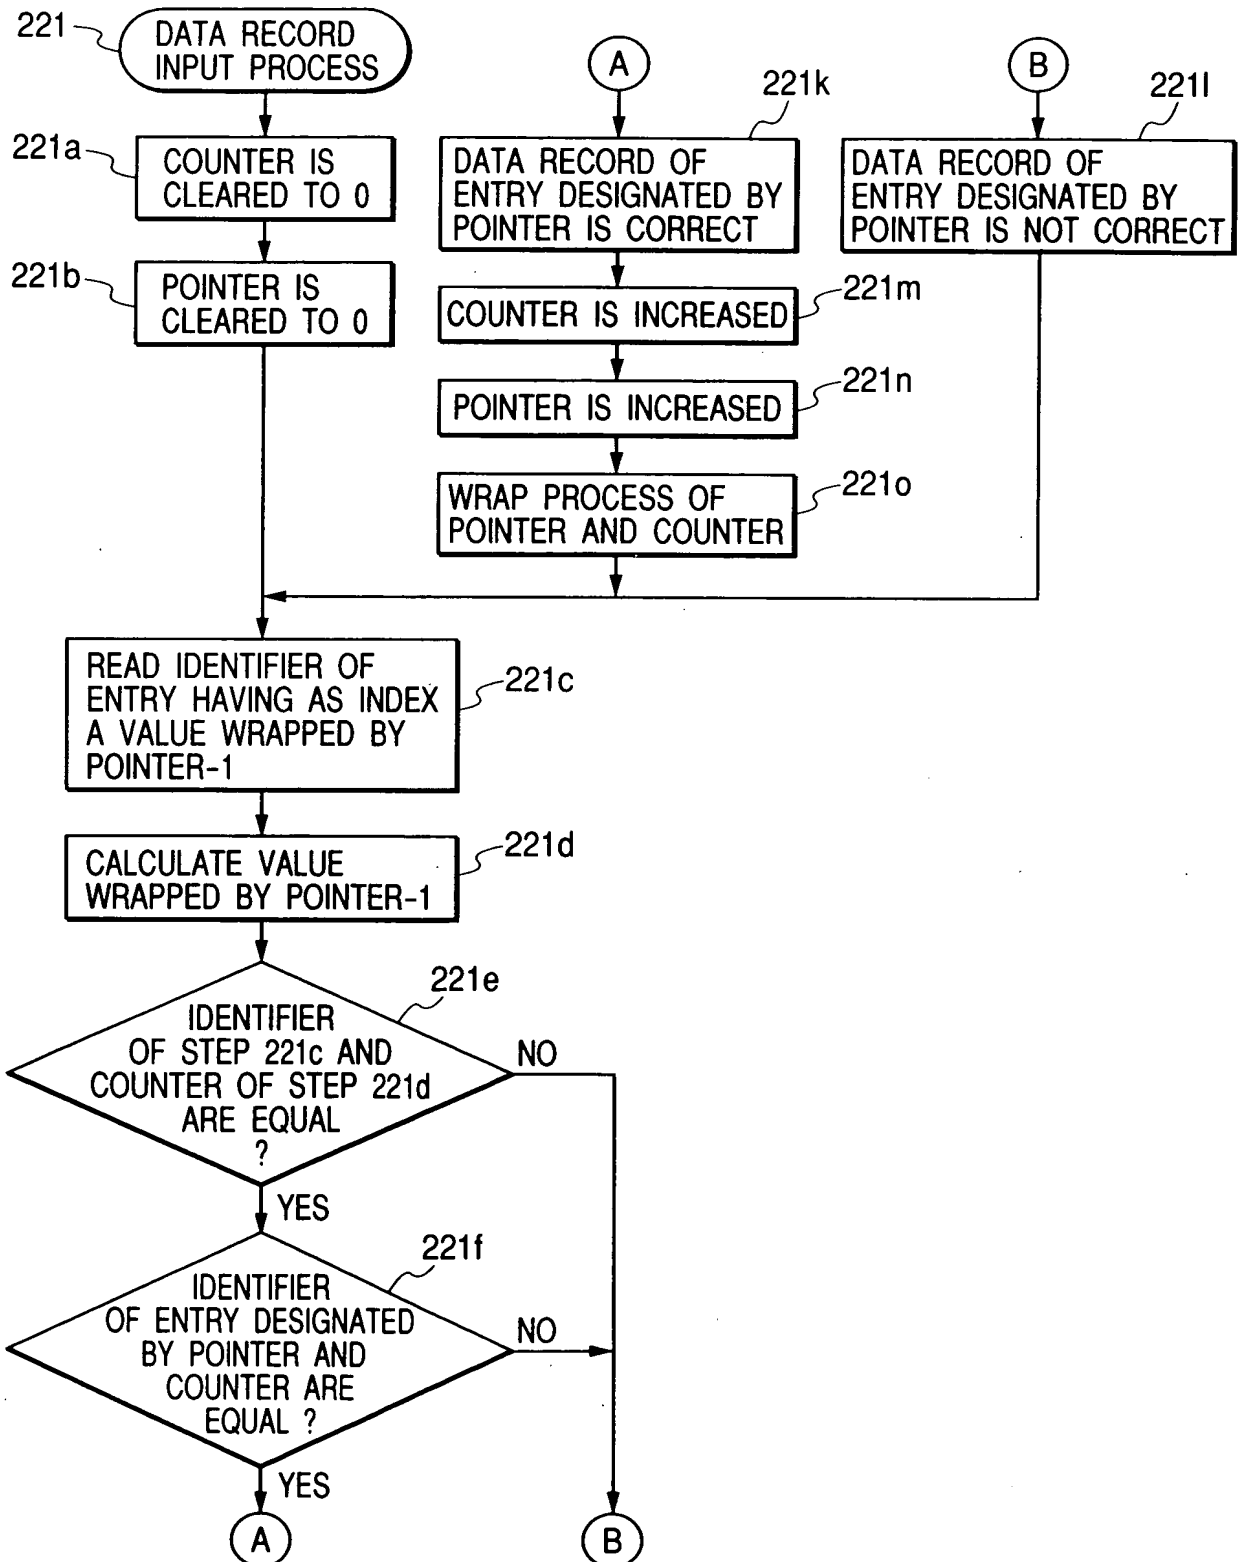 221
DATA RECORD
INPUT PROCESS
221a
COUNTER IS
CLEARED TO 0
221b
POINTER IS
CLEARED TO 0
A
221k
DATA RECORD OF
ENTRY DESIGNATED BY
POINTER IS CORRECT
COUNTER IS INCREASED
221m
POINTER IS INCREASED
221n
WRAP PROCESS OF
POINTER AND COUNTER
221o
B
221l
DATA RECORD OF
ENTRY DESIGNATED BY
POINTER IS NOT CORRECT
READ IDENTIFIER OF
ENTRY HAVING AS INDEX
A VALUE WRAPPED BY
POINTER-1
221c
CALCULATE VALUE
WRAPPED BY POINTER-1
221d
221e
IDENTIFIER
OF STEP 221c AND
COUNTER OF STEP 221d
ARE EQUAL
?
NO
YES
221f
IDENTIFIER
OF ENTRY DESIGNATED
BY POINTER AND
COUNTER ARE
EQUAL ?
NO
YES
A
B